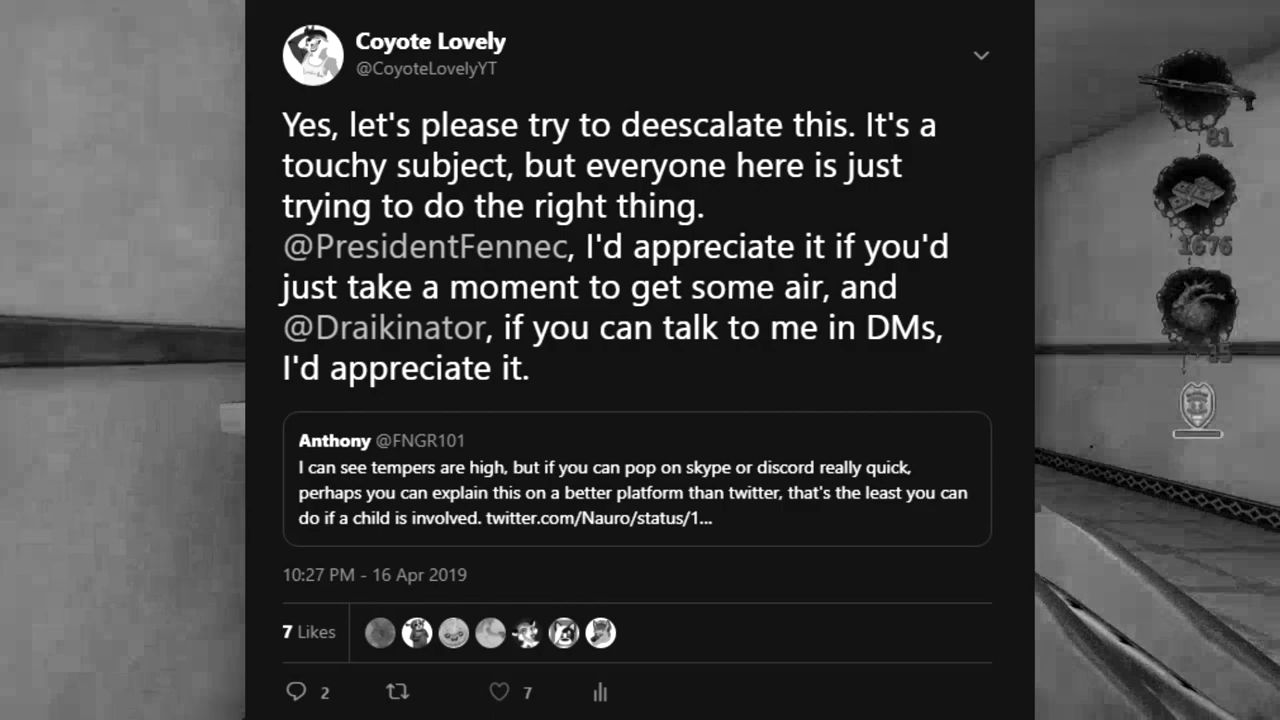 Coyote Lovely
@CoyoteLovelyYT
Yes, let's please try to deescalate this. It's a
touchy subject, but everyone here is just
trying to do the right thing.
@PresidentFennec, I'd appreciate it if you'd
just take a moment to get some air, and
@Draikinator, if you can talk to me in DMs,
I'd appreciate it.
Anthony @FNGR101
I can see tempers are high, but if you can pop on skype or discord really quick,
perhaps you can explain this on a better platform than twitter, that's the least you can
do if a child is involved. twitter.com/Nauro/status/1...
10:27 PM - 16 Apr 2019
7 Likes
2
7
81
1676